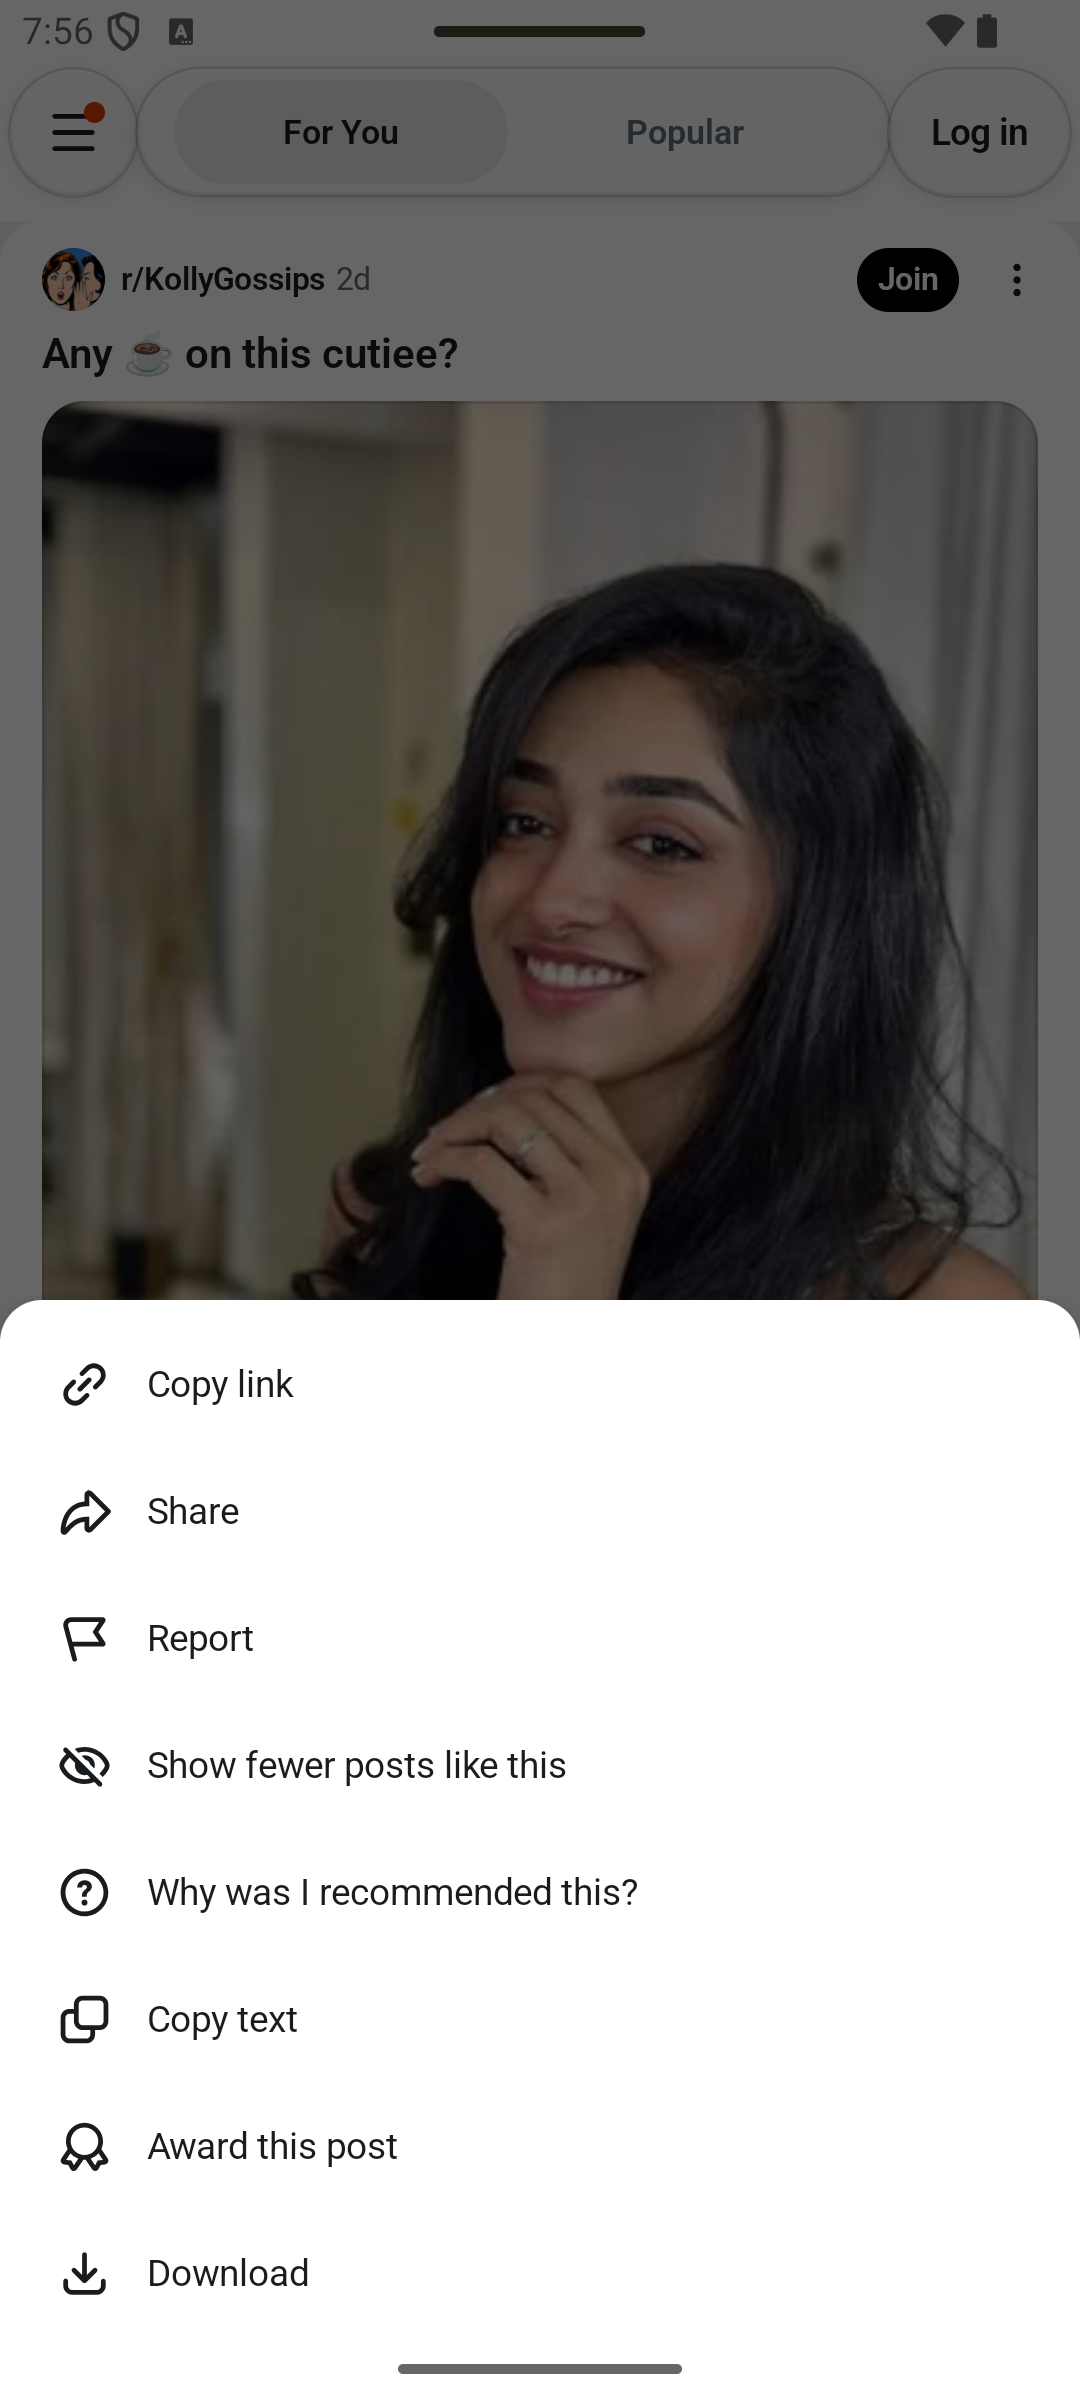 7:56
For You
Popular
Log in
r/KollyGossips 2d
Join
Any ☕ on this cutiee?
Copy link
Share
Report
Show fewer posts like this
Why was I recommended this?
Copy text
Award this post
Download